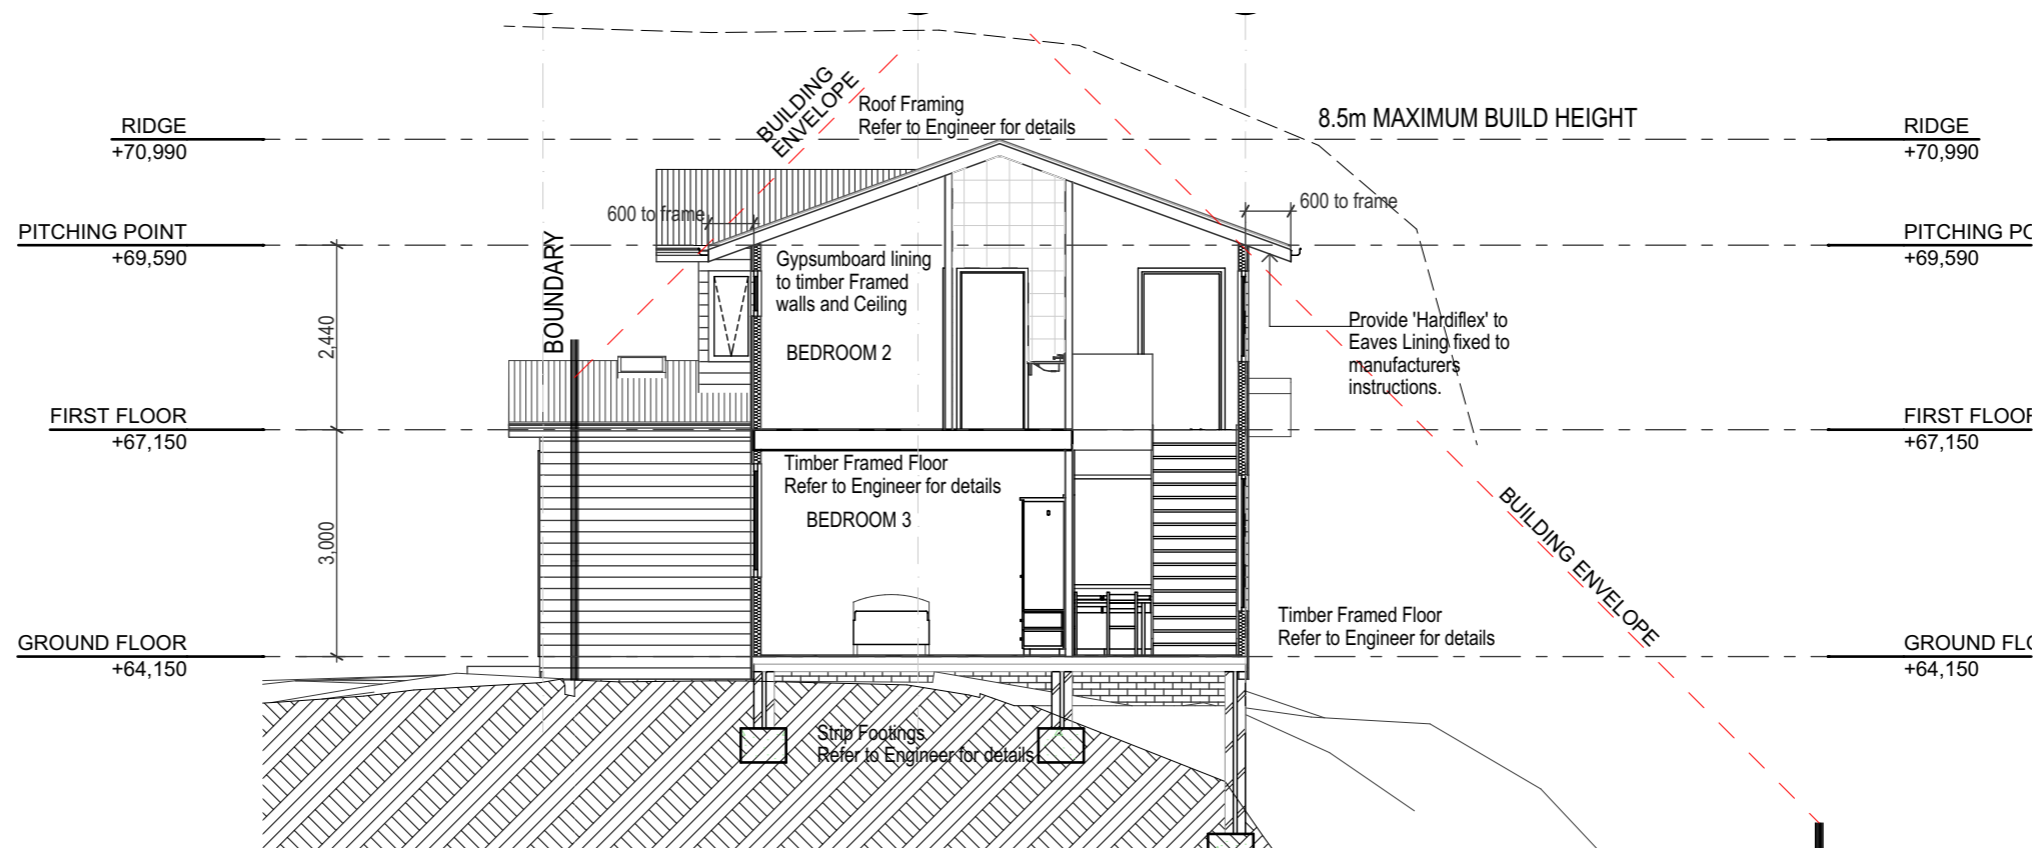 RIDGE
+70,990
PITCHING POINT
+69,590
2,440
FIRST FLOOR
+67,150
3,000
GROUND FLOOR
+64,150
BOUNDARY
BUILDING
ENVELOPE
Roof Framing
Refer to Engineer for details
600 to frame
Gypsumboard lining
to timber Framed
walls and Ceiling
BEDROOM 2
Timber Framed Floor
Refer to Engineer for details
BEDROOM 3
Strip Footings
Refer to Engineer for details
8.5m MAXIMUM BUILD HEIGHT
600 to frame
Provide 'Hardiflex' to
Eaves Lining fixed to
manufacturers
instructions.
BUILDING ENVELOPE
Timber Framed Floor
Refer to Engineer for details
RIDGE
+70,990
PITCHING PO
+69,590
FIRST FLOOR
+67,150
GROUND FLO
+64,150